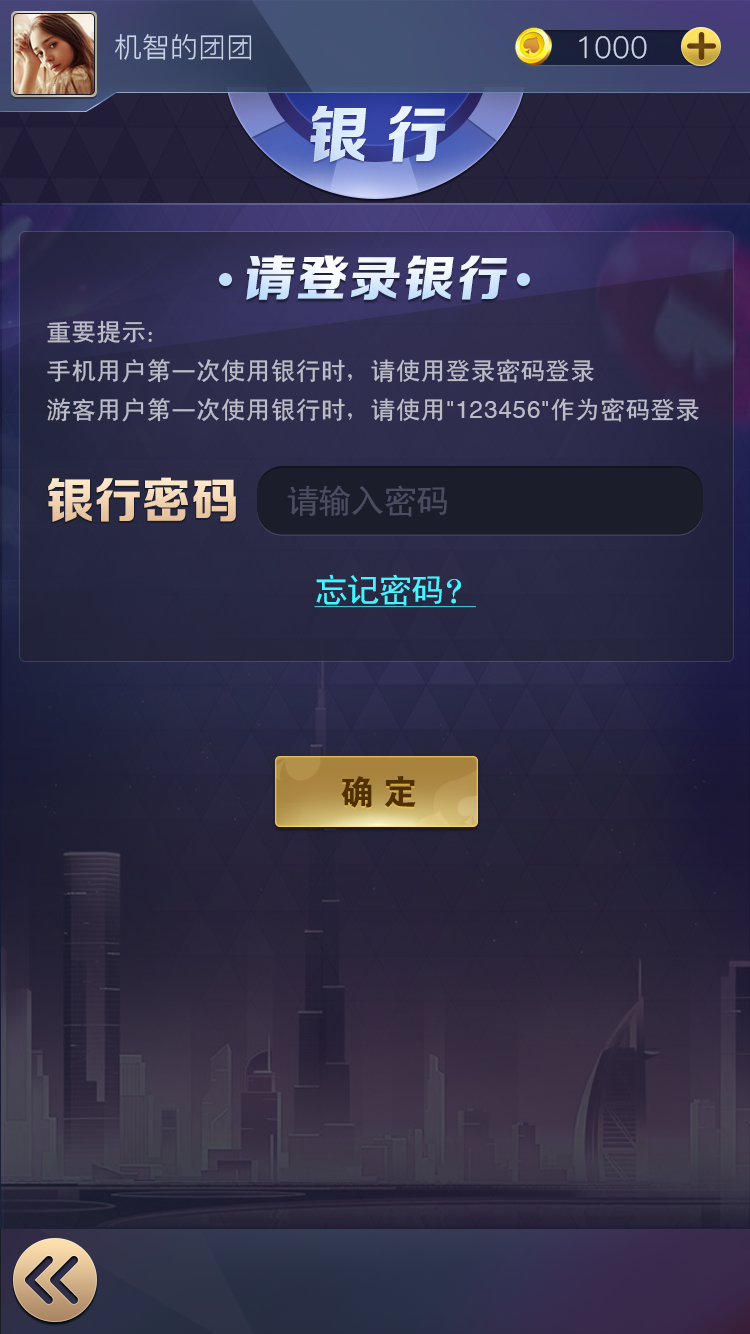 机智的团团
1000
银行
·请登录银行·
重要提示:
手机用户第一次使用银行时，请使用登录密码登录
游客用户第一次使用银行时，请使用"123456"作为密码登录
银行密码
请输入密码
忘记密码？
确定